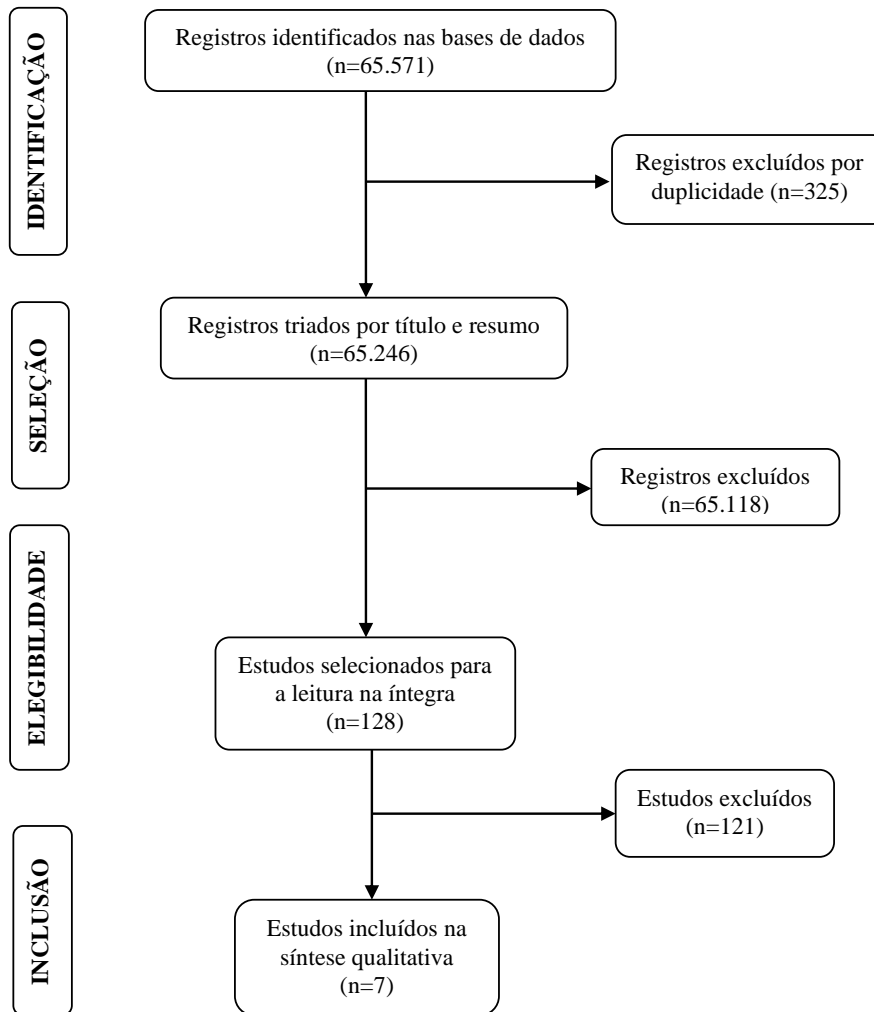 IDENTIFICAÇÃO
Registros identificados nas bases de dados
(n=65.571)
Registros excluídos por
duplicidade (n=325)
SELEÇÃO
Registros triados por título e resumo
(n=65.246)
Registros excluídos
(n=65.118)
ELEGIBILIDADE
Estudos selecionados para
a leitura na íntegra
(n=128)
Estudos excluídos
(n=121)
INCLUSÃO
Estudos incluídos na
síntese qualitativa
(n=7)